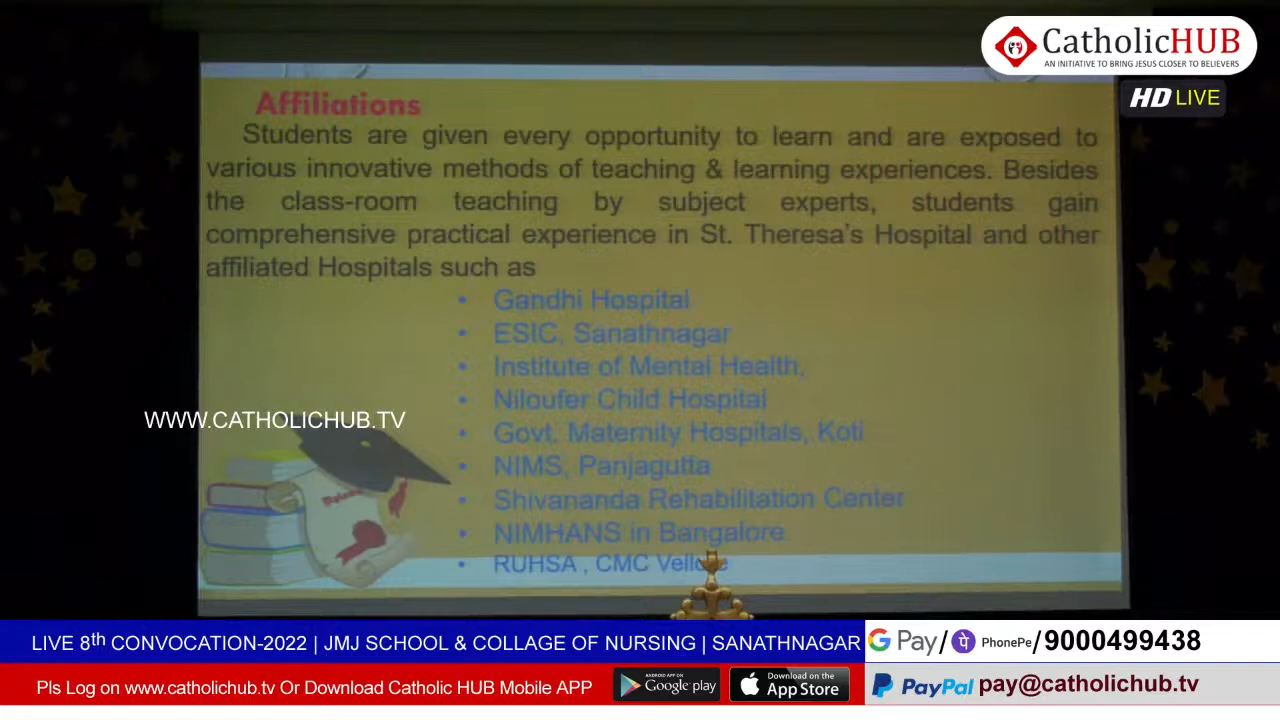 CatholicHUB
AN INITIATIVE TO BRING JESUS CLOSER TO BELIEVERS
HD LIVE
Affiliations
Students are given every opportunity to learn and are exposed to
various innovative methods of teaching & learning experiences. Besides
the class-room teaching by subject experts, students gain
comprehensive practical experience in St. Theresa's Hospital and other
affiliated Hospitals such as
• Gandhi Hospital
• ESIC, Sanathnagar
• Institute of Mental Health,
• Niloufer Child Hospital
• Govt. Maternity Hospitals, Koti
• NIMS, Panjagutta
• Shivananda Rehabilitation Center
• NIMHANS in Bangalore
• RUHSA , CMC Vellore
WWW.CATHOLICHUB.TV
LIVE 8th CONVOCATION-2022 | JMJ SCHOOL & COLLAGE OF NURSING | SANATHNAGAR
G Pay/ PhonePe/9000499438
Pls Log on www.catholichub.tv Or Download Catholic HUB Mobile APP
ANDROID APP ON
Google play
Download on the
App Store
PayPal pay@catholichub.tv